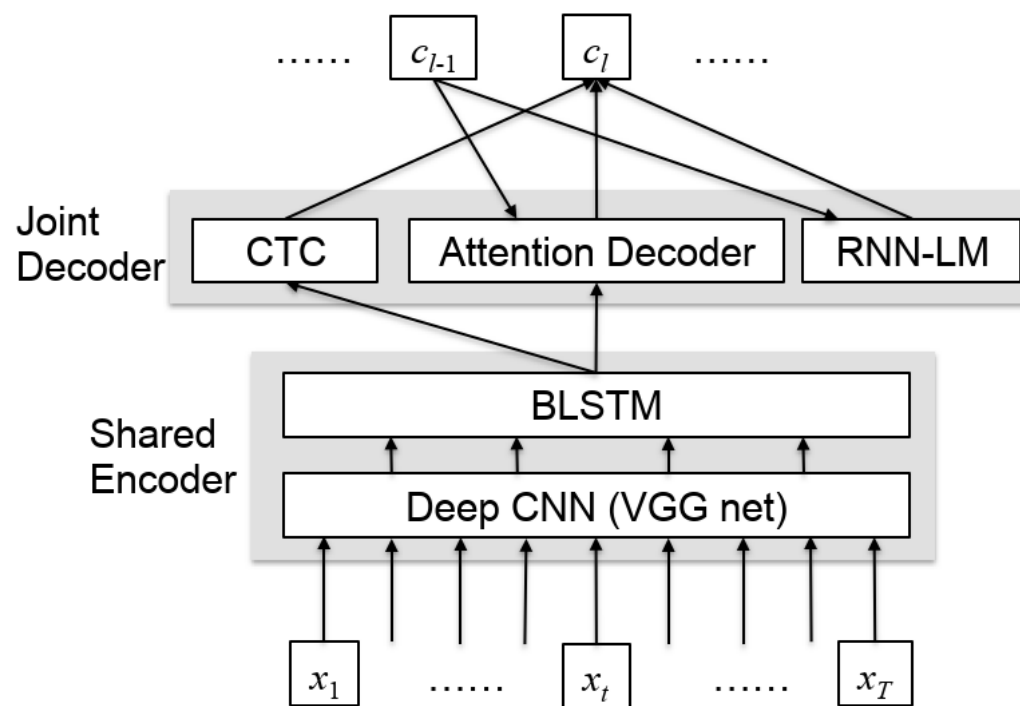 ...... c_{l-1} c_l ......
Joint
Decoder
CTC Attention Decoder RNN-LM
BLSTM
Shared
Encoder
Deep CNN (VGG net)
x_1 ...... x_t ...... x_T